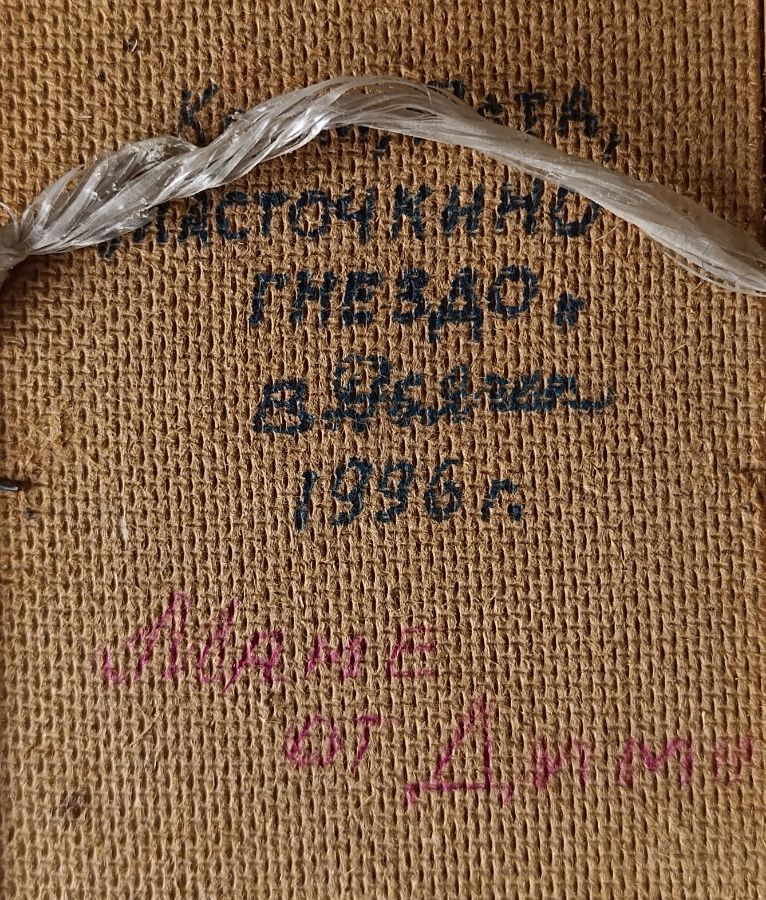 ЛАСТОЧКИНО
ГНЕЗДО"
В.
1996 г.
Маме
от Димы